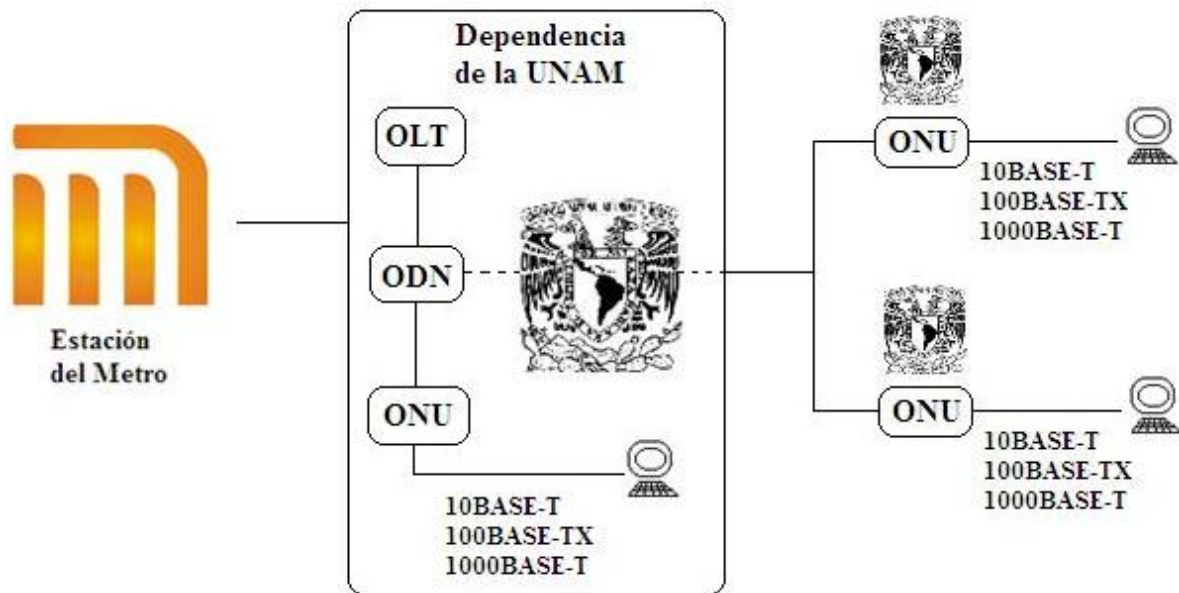 Dependencia
de la UNAM
OLT
ODN
ONU
10BASE-T
100BASE-TX
1000BASE-T
Estación
del Metro
ONU
10BASE-T
100BASE-TX
1000BASE-T
ONU
10BASE-T
100BASE-TX
1000BASE-T